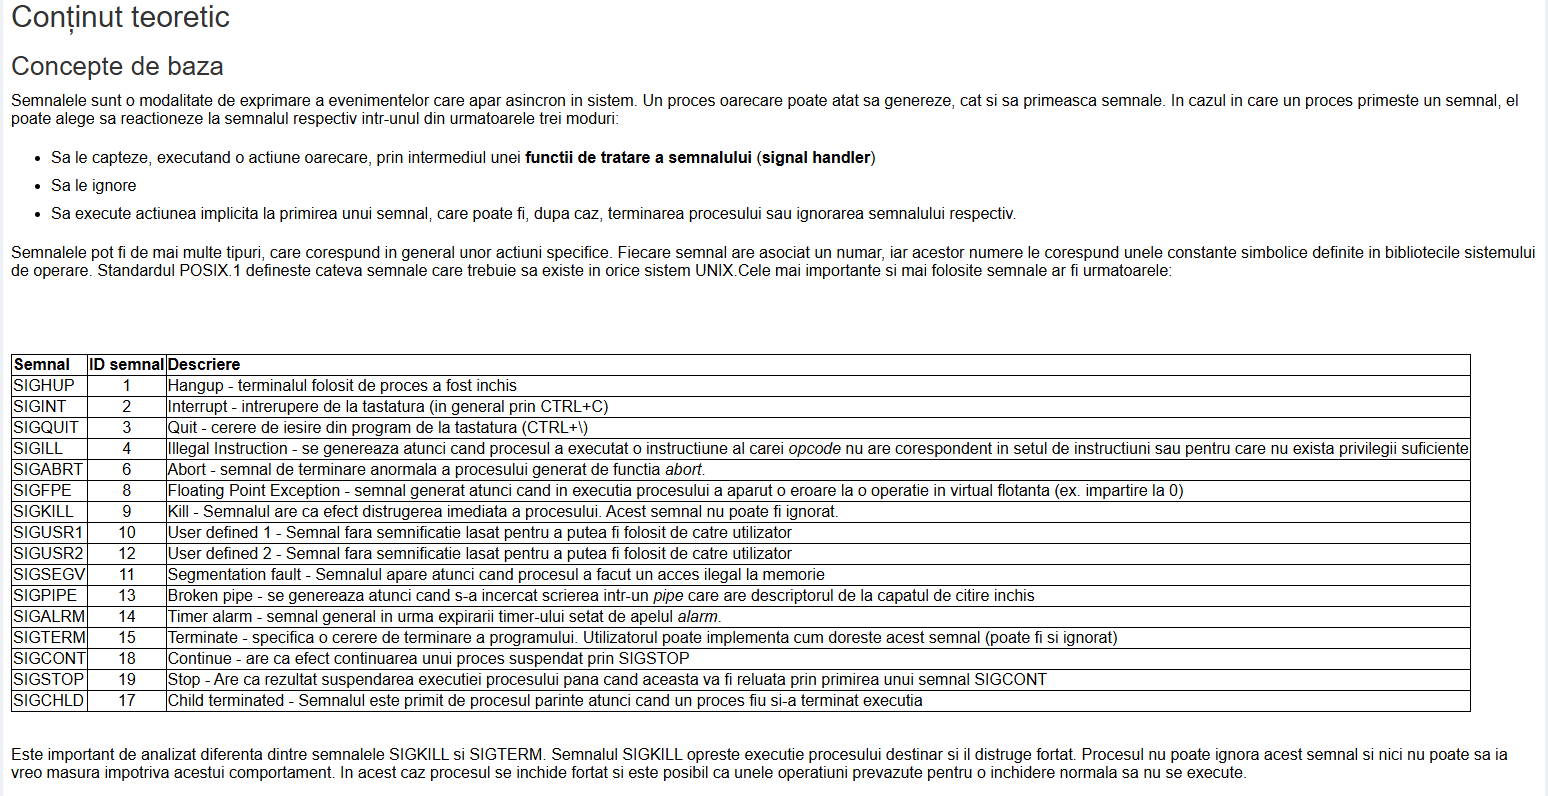 Conținut teoretic
Concepte de baza
Semnalele sunt o modalitate de exprimare a evenimentelor care apar asincron in sistem. Un proces oarecare poate atat sa genereze, cat si sa primeasca semnale. In cazul in care un proces primeste un semnal, el
poate alege sa reactioneze la semnalul respectiv intr-unul din urmatoarele trei moduri:
• Sa le capteze, executand o actiune oarecare, prin intermediul unei functii de tratare a semnalului (signal handler)
• Sa le ignore
• Sa execute actiunea implicita la primirea unui semnal, care poate fi, dupa caz, terminarea procesului sau ignorarea semnalului respectiv.
Semnalele pot fi de mai multe tipuri, care corespund in general unor actiuni specifice. Fiecare semnal are asociat un numar, iar acestor numere le corespund unele constante simbolice definite in bibliotecile sistemului
de operare. Standardul POSIX.1 defineste cateva semnale care trebuie sa existe in orice sistem UNIX.Cele mai importante si mai folosite semnale ar fi urmatoarele:
Semnal ID semnal Descriere
SIGHUP 1 Hangup - terminalul folosit de proces a fost inchis
SIGINT 2 Interrupt - intrerupere de la tastatura (in general prin CTRL+C)
SIGQUIT 3 Quit - cerere de iesire din program de la tastatura (CTRL+\)
SIGILL 4 Illegal Instruction - se genereaza atunci cand procesul a executat o instructiune al carei opcode nu are corespondent in setul de instructiuni sau pentru care nu exista privilegii suficiente
SIGABRT 6 Abort - semnal de terminare anormala a procesului generat de functia abort.
SIGFPE 8 Floating Point Exception - semnal generat atunci cand in executia procesului a aparut o eroare la o operatie in virtual flotanta (ex. impartire la 0)
SIGKILL 9 Kill - Semnalul are ca efect distrugerea imediata a procesului. Acest semnal nu poate fi ignorat.
SIGUSR1 10 User defined 1 - Semnal fara semnificatie lasat pentru a putea fi folosit de catre utilizator
SIGUSR2 12 User defined 2 - Semnal fara semnificatie lasat pentru a putea fi folosit de catre utilizator
SIGSEGV 11 Segmentation fault - Semnalul apare atunci cand procesul a facut un acces ilegal la memorie
SIGPIPE 13 Broken pipe - se genereaza atunci cand s-a incercat scrierea intr-un pipe care are descriptorul de la capatul de citire inchis
SIGALRM 14 Timer alarm - semnal general in urma expirarii timer-ului setat de apelul alarm.
SIGTERM 15 Terminate - specifica o cerere de terminare a programului. Utilizatorul poate implementa cum doreste acest semnal (poate fi si ignorat)
SIGCONT 18 Continue - are ca efect continuarea unui proces suspendat prin SIGSTOP
SIGSTOP 19 Stop - Are ca rezultat suspendarea executiei procesului pana cand aceasta va fi reluata prin primirea unui semnal SIGCONT
SIGCHLD 17 Child terminated - Semnalul este primit de procesul parinte atunci cand un proces fiu si-a terminat executia
Este important de analizat diferenta dintre semnalele SIGKILL si SIGTERM. Semnalul SIGKILL opreste executie procesului destinar si il distruge fortat. Procesul nu poate ignora acest semnal si nici nu poate sa ia
vreo masura impotriva acestui comportament. In acest caz procesul se inchide fortat si este posibil ca unele operatiuni prevazute pentru o inchidere normala sa nu se execute.